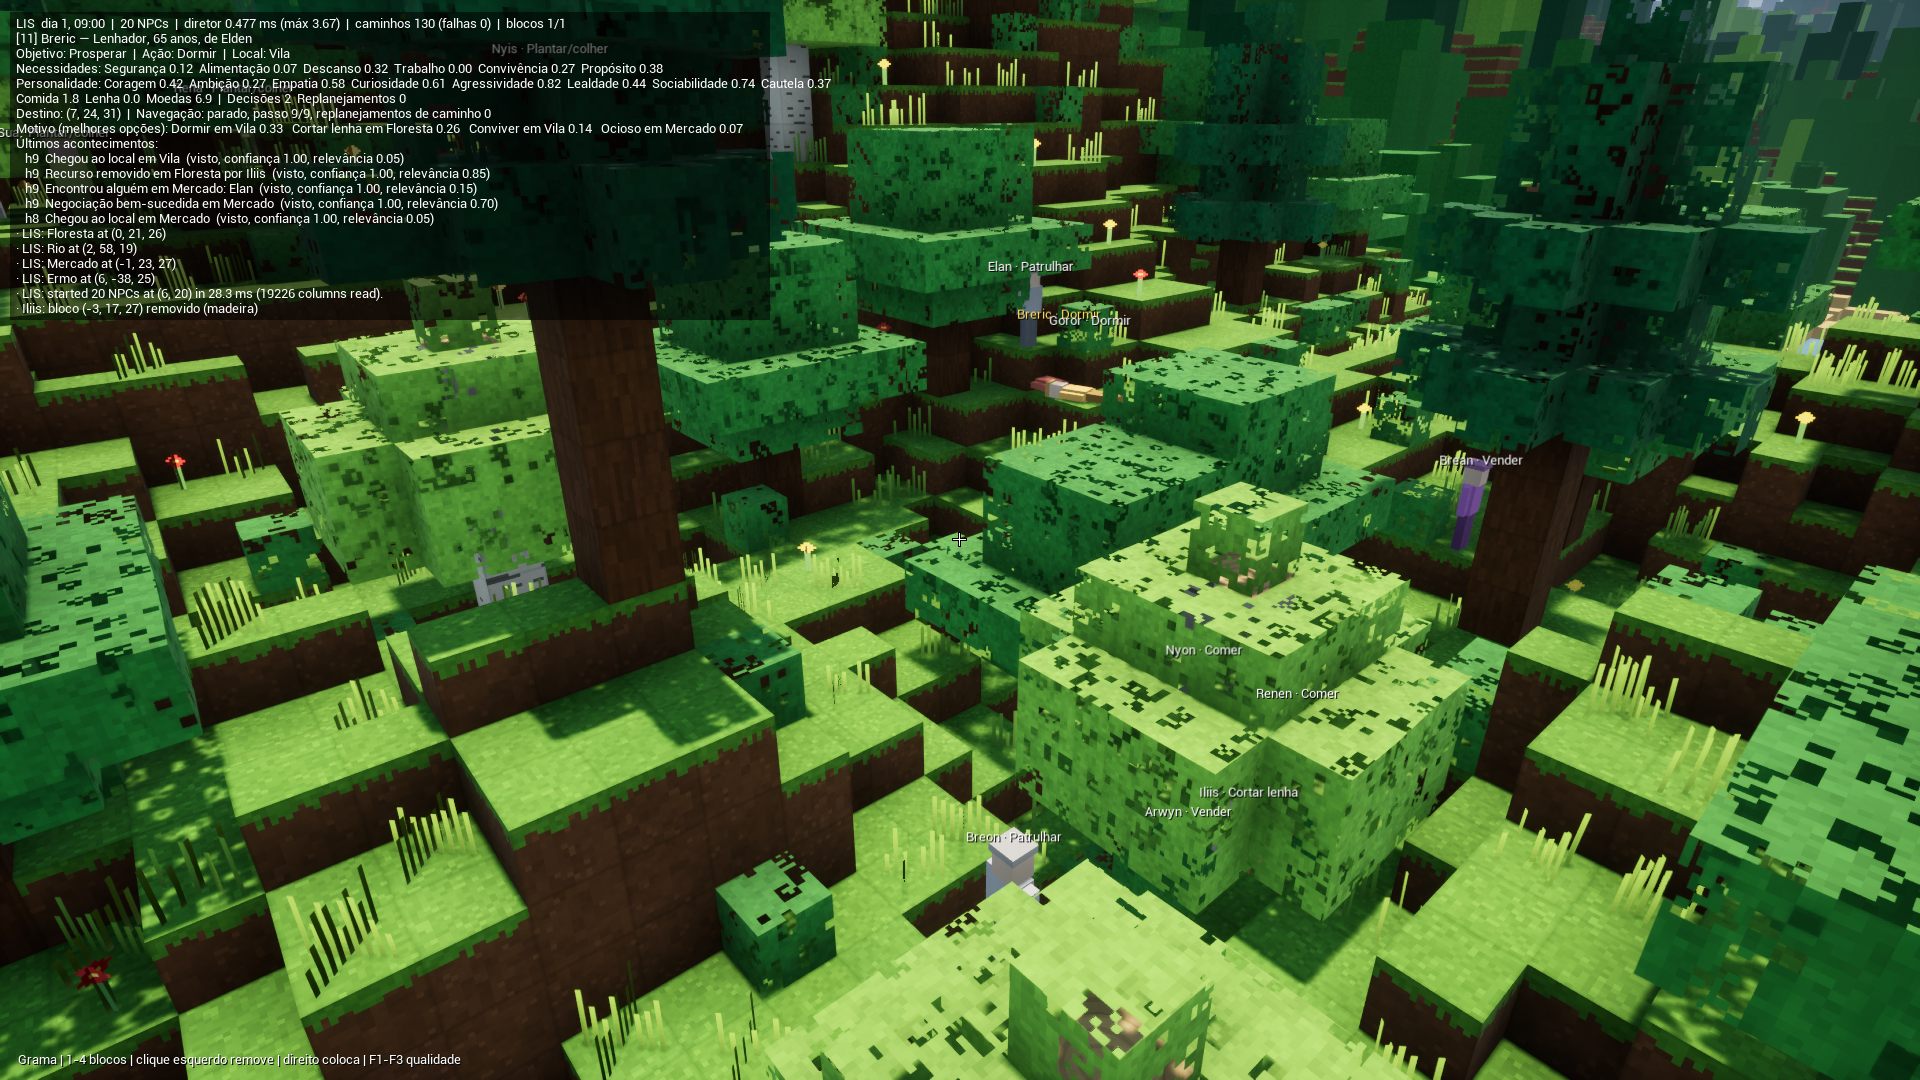 LIS dia 1, 09:00 | 20 NPCs | diretor 0.477 ms (máx 3.67) | caminhos 130 (falhas 0) | blocos 1/1
[11] Breric — Lenhador, 65 anos, de Elden
Nyis · Plantar/colher
Objetivo: Prosperar | Ação: Dormir | Local: Vila
Necessidades: Segurança 0.12 Alimentação 0.07 Descanso 0.32 Trabalho 0.00 Convivência 0.27 Propósito 0.38
Personalidade: Coragem 0.42 Ambição 0.27 Empatia 0.58 Curiosidade 0.61 Agressividade 0.82 Lealdade 0.44 Sociabilidade 0.74 Cautela 0.37
Comida 1.8 Lenha 0.0 Moedas 6.9 | Decisões 2 Replanejamentos 0
Destino: (7, 24, 31) | Navegação: parado, passo 9/9, replanejamentos de caminho 0
Motivo (melhores opções): Dormir em Vila 0.33 Cortar lenha em Floresta 0.26 Conviver em Vila 0.14 Ocioso em Mercado 0.07
Últimos acontecimentos:
h9 Chegou ao local em Vila (visto, confiança 1.00, relevância 0.05)
h9 Recurso removido em Floresta por Iliis (visto, confiança 1.00, relevância 0.85)
h9 Encontrou alguém em Mercado: Elan (visto, confiança 1.00, relevância 0.15)
h9 Negociação bem-sucedida em Mercado (visto, confiança 1.00, relevância 0.70)
h8 Chegou ao local em Mercado (visto, confiança 1.00, relevância 0.05)
· LIS: Floresta at (0, 21, 26)
· LIS: Rio at (2, 58, 19)
· LIS: Mercado at (-1, 23, 27)
· LIS: Ermo at (6, -38, 25)
· LIS: started 20 NPCs at (6, 20) in 28.3 ms (19226 columns read).
· Iliis: bloco (-3, 17, 27) removido (madeira)
Elan · Patrulhar
Breric · Dormir
Goror · Dormir
Brean · Vender
Nyon · Comer
Renen · Comer
Iliis · Cortar lenha
Arwyn · Vender
Breon · Patrulhar
Grama | 1-4 blocos | clique esquerdo remove | direito coloca | F1-F3 qualidade